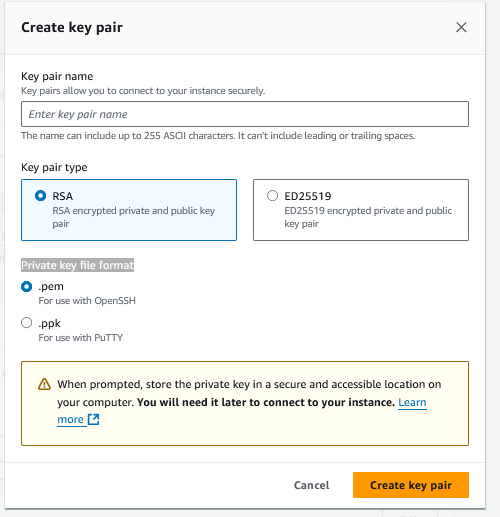 Create key pair
Key pair name
Key pairs allow you to connect to your instance securely.
Enter key pair name
The name can include up to 255 ASCII characters. It can't include leading or trailing spaces.
Key pair type
RSA
RSA encrypted private and public key
pair
ED25519
ED25519 encrypted private and public
key pair
Private key file format
.pem
For use with OpenSSH
.ppk
For use with PuTTY
When prompted, store the private key in a secure and accessible location on
your computer. You will need it later to connect to your instance. Learn
more
Cancel
Create key pair